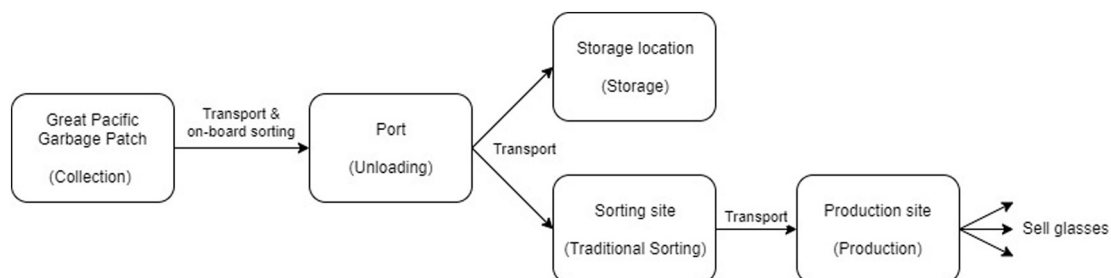 Great Pacific
Garbage Patch
(Collection)
Transport &
on-board sorting
Port
(Unloading)
Transport
Storage location
(Storage)
Sorting site
(Traditional Sorting)
Transport
Production site
(Production)
Sell glasses